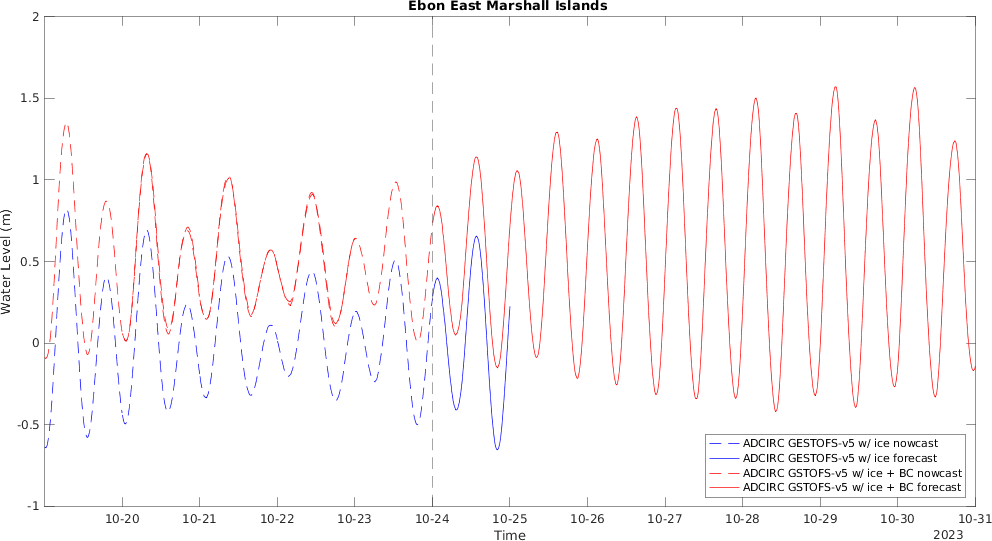 Ebon East Marshall Islands
2
1.5
1
0.5
0
-0.5
-1
Water Level (m)
ADCIRC GESTOFS-v5 w/ ice nowcast
ADCIRC GESTOFS-v5 w/ ice forecast
ADCIRC GSTOFS-v5 w/ ice + BC nowcast
ADCIRC GSTOFS-v5 w/ ice + BC forecast
10-20 10-21 10-22 10-23 10-24 10-25 10-26 10-27 10-28 10-29 10-30 10-31
Time
2023